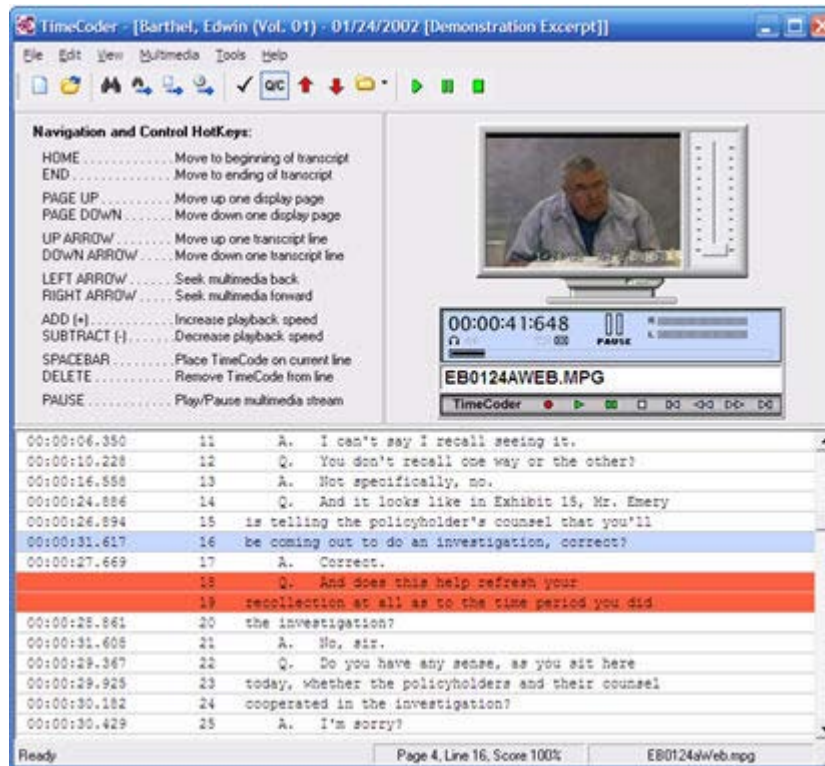 TimeCoder - [Barthel, Edwin (Vol. 01) - 01/24/2002 [Demonstration Excerpt]]
File Edit View Multimedia Tools Help
Q/C
Navigation and Control HotKeys:
HOME . . . . . . . . . . . . . Move to beginning of transcript
END . . . . . . . . . . . . . . Move to ending of transcript
PAGE UP . . . . . . . . . . . Move up one display page
PAGE DOWN . . . . . . . Move down one display page
UP ARROW . . . . . . . . . Move up one transcript line
DOWN ARROW . . . . . Move down one transcript line
LEFT ARROW . . . . . . . Seek multimedia back
RIGHT ARROW . . . . . Seek multimedia forward
ADD (+) . . . . . . . . . . . . Increase playback speed
SUBTRACT (-) . . . . . . . Decrease playback speed
SPACEBAR . . . . . . . . . Place TimeCode on current line
DELETE . . . . . . . . . . . . Remove TimeCode from line
PAUSE . . . . . . . . . . . . . Play/Pause multimedia stream
00:00:41:648
PAUSE
R
L
EB0124AWEB.MPG
TimeCoder
00:00:06.350 11 A. I can't say I recall seeing it.
00:00:10.228 12 Q. You don't recall one way or the other?
00:00:16.558 13 A. Not specifically, no.
00:00:24.886 14 Q. And it looks like in Exhibit 15, Mr. Emery
00:00:26.894 15 is telling the policyholder's counsel that you'll
00:00:31.617 16 be coming out to do an investigation, correct?
00:00:27.669 17 A. Correct.
18 Q. And does this help refresh your
19 recollection at all as to the time period you did
00:00:28.861 20 the investigation?
00:00:31.608 21 A. No, sir.
00:00:29.367 22 Q. Do you have any sense, as you sit here
00:00:29.925 23 today, whether the policyholders and their counsel
00:00:30.182 24 cooperated in the investigation?
00:00:30.429 25 A. I'm sorry?
Ready Page 4, Line 16, Score 100% EB0124aWeb.mpg